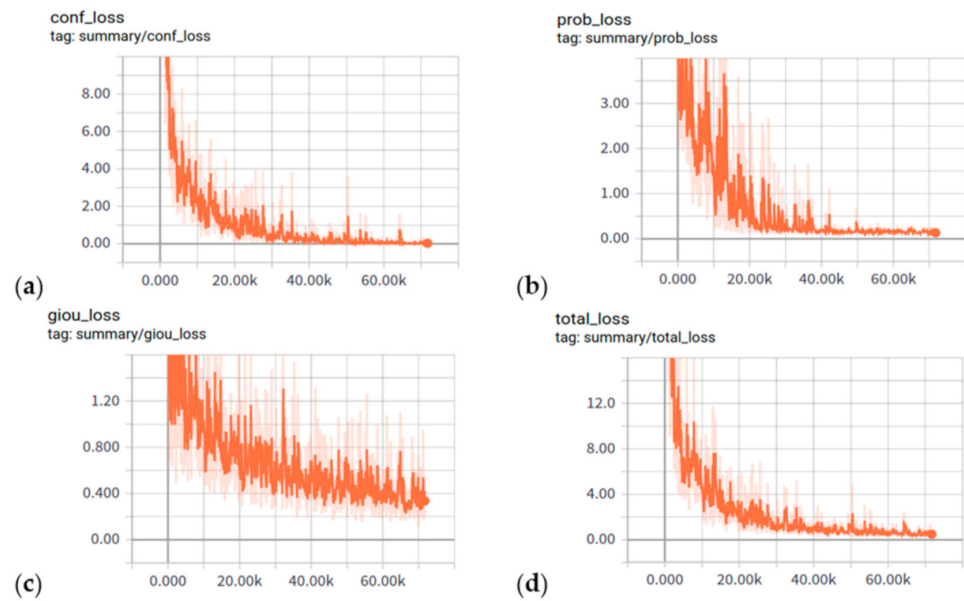 conf_loss
tag: summary/conf_loss
8.00
6.00
4.00
2.00
0.00
0.000 20.00k 40.00k 60.00k
(a)
prob_loss
tag: summary/prob_loss
3.00
2.00
1.00
0.00
0.000 20.00k 40.00k 60.00k
(b)
giou_loss
tag: summary/giou_loss
1.20
0.800
0.400
0.00
0.000 20.00k 40.00k 60.00k
(c)
total_loss
tag: summary/total_loss
12.0
8.00
4.00
0.00
0.000 20.00k 40.00k 60.00k
(d)